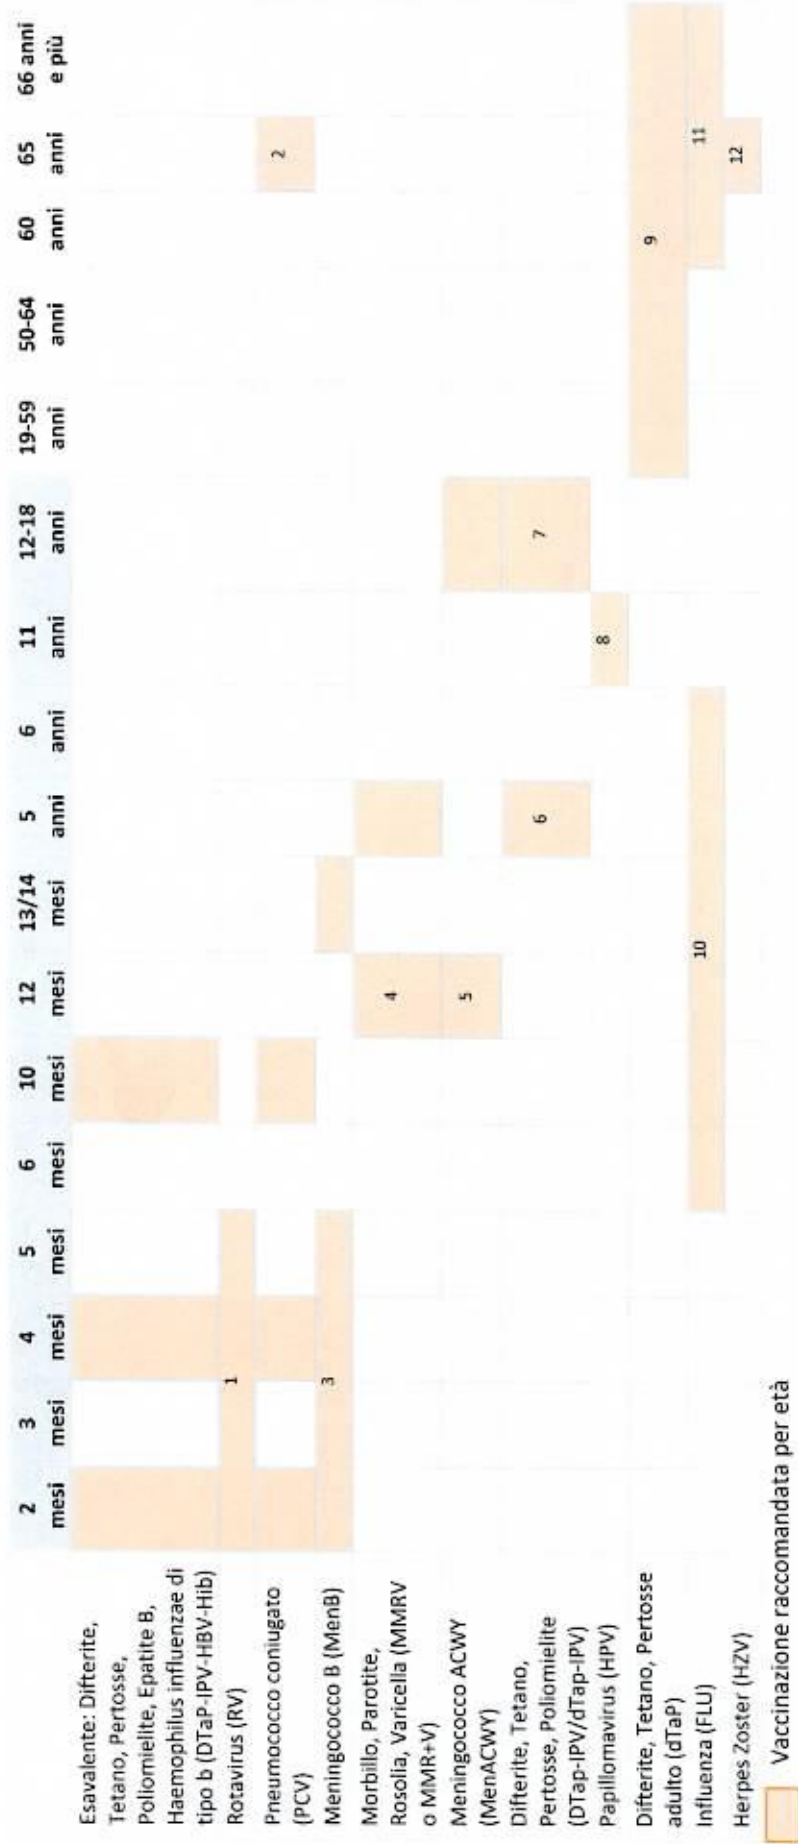 2 mesi
3 mesi
4 mesi
5 mesi
6 mesi
10 mesi
12 mesi
13/14 mesi
5 anni
6 anni
11 anni
12-18 anni
19-59 anni
50-64 anni
60 anni
65 anni
66 anni e più
Esavalente: Difterite,
Tetano, Pertosse,
Poliomielite, Epatite B,
Haemophilus influenzae di
tipo b (DTaP-IPV-HBV-Hib)
Rotavirus (RV)
1
Pneumococco coniugato
(PCV)
2
Meningococco B (MenB)
3
Morbillo, Parotite,
Rosolia, Varicella (MMRV
o MMR+V)
4
Meningococco ACWY
(MenACWY)
5
Difterite, Tetano,
Pertosse, Poliomielite
(DTap-IPV/dTap-IPV)
6
7
Papillomavirus (HPV)
8
Difterite, Tetano, Pertosse
adulto (dTaP)
9
Influenza (FLU)
10
11
Herpes Zoster (HZV)
12
Vaccinazione raccomandata per età